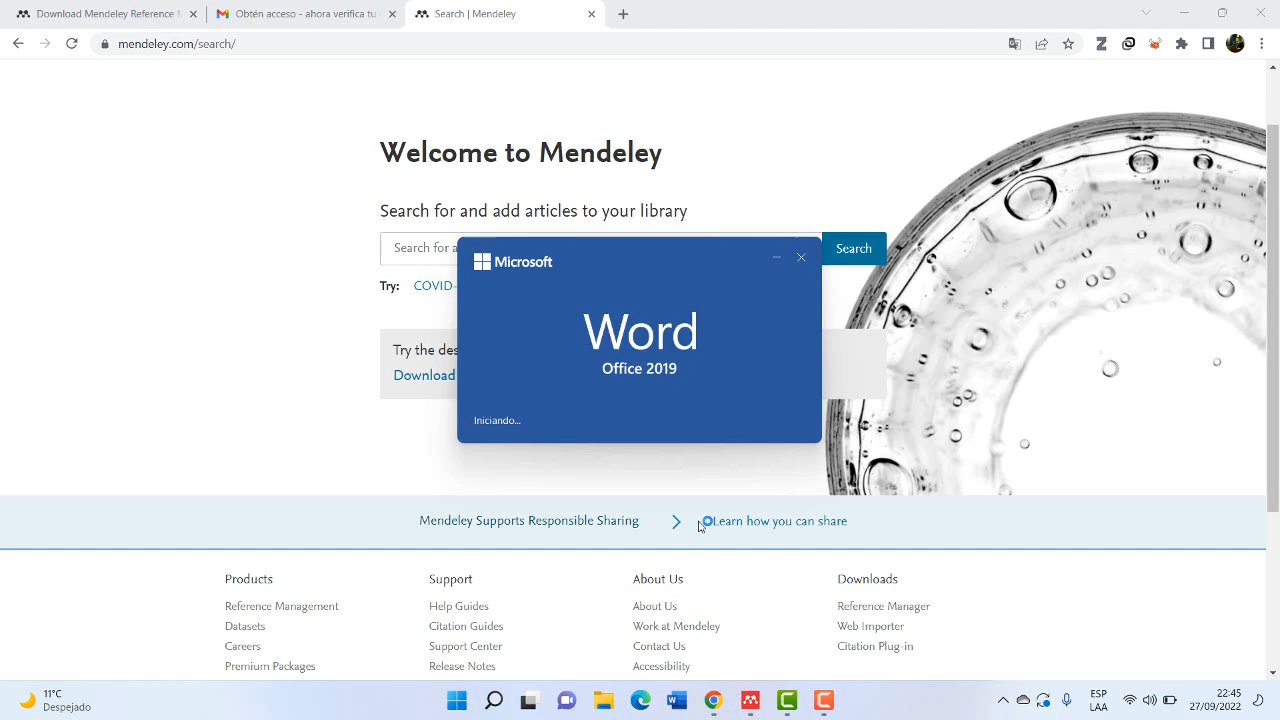 Download Mendeley Reference M
Obtén acceso - ahora verifica tu
Search | Mendeley
mendeley.com/search/
Welcome to Mendeley
Search for and add articles to your library
Search for a
Search
Try: COVID-
Try the des
Download
Microsoft
Word
Office 2019
Iniciando...
Mendeley Supports Responsible Sharing
Learn how you can share
Products
Reference Management
Datasets
Careers
Premium Packages
Support
Help Guides
Citation Guides
Support Center
Release Notes
About Us
About Us
Work at Mendeley
Contact Us
Accessibility
Downloads
Reference Manager
Web Importer
Citation Plug-in
11°C
Despejado
ESP
LAA
22:45
27/09/2022